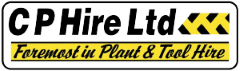 C P Hire Ltd
Foremost in Plant & Tool Hire